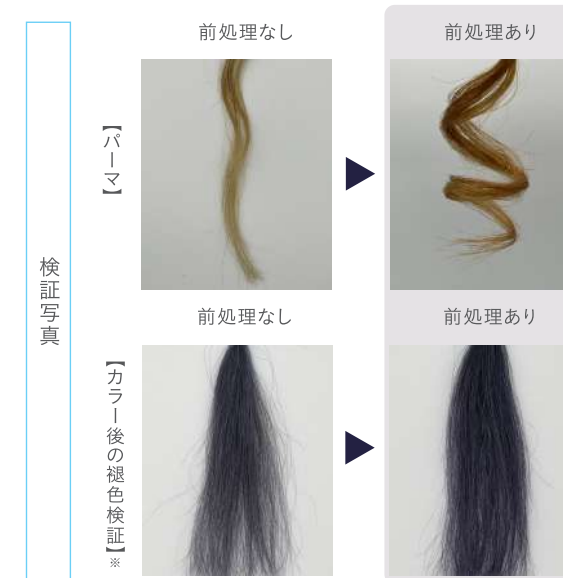 検証写真
前処理なし
前処理あり
【パーマ】
前処理なし
前処理あり
【カラー後の褪色検証】※